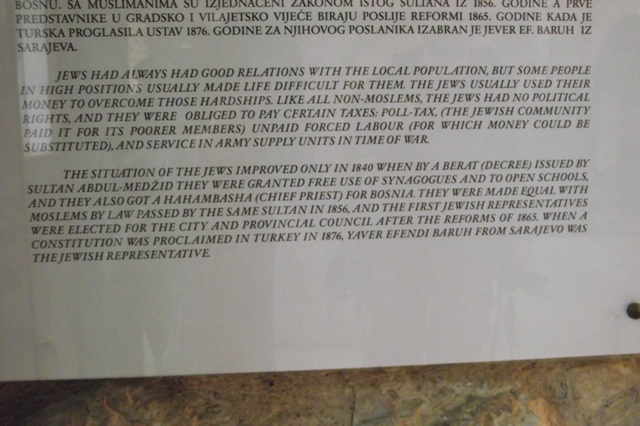 BOSNU. SA MUSLIMANIMA SU IZJEDNAČENI ZAKONOM ISTOG SULTANA IZ 1856. GODINE A PRVE
PREDSTAVNIKE U GRADSKO I VILAJETSKO VIJEĆE BIRAJU POSLIJE REFORMI 1865. GODINE KADA JE
TURSKA PROGLASILA USTAV 1876. GODINE ZA NJIHOVOG POSLANIKA IZABRAN JE JEVER EF. BARUH IZ
SARAJEVA.
JEWS HAD ALWAYS HAD GOOD RELATIONS WITH THE LOCAL POPULATION, BUT SOME PEOPLE
IN HIGH POSITIONS USUALLY MADE LIFE DIFFICULT FOR THEM. THE JEWS USUALLY USED THEIR
MONEY TO OVERCOME THOSE HARDSHIPS. LIKE ALL NON-MOSLEMS, THE JEWS HAD NO POLITICAL
RIGHTS, AND THEY WERE OBLIGED TO PAY CERTAIN TAXES: POLL-TAX, (THE JEWISH COMMUNITY
PAID IT FOR ITS POORER MEMBERS) UNPAID FORCED LABOUR (FOR WHICH MONEY COULD BE
SUBSTITUTED), AND SERVICE IN ARMY SUPPLY UNITS IN TIME OF WAR.
THE SITUATION OF THE JEWS IMPROVED ONLY IN 1840 WHEN BY A BERAT (DECREE) ISSUED BY
SULTAN ABDUL-MEDŽID THEY WERE GRANTED FREE USE OF SYNAGOGUES AND TO OPEN SCHOOLS,
AND THEY ALSO GOT A HAHAMBASHA (CHIEF PRIEST) FOR BOSNIA. THEY WERE MADE EQUAL WITH
MOSLEMS BY LAW PASSED BY THE SAME SULTAN IN 1856, AND THE FIRST JEWISH REPRESENTATIVES
WERE ELECTED FOR THE CITY AND PROVINCIAL COUNCIL AFTER THE REFORMS OF 1865. WHEN A
CONSTITUTION WAS PROCLAIMED IN TURKEY IN 1876, YAVER EFENDI BARUH FROM SARAJEVO WAS
THE JEWISH REPRESENTATIVE.